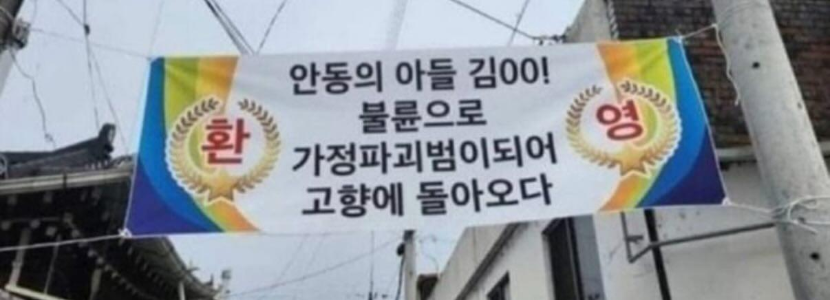 안동의 아들 김00!
불륜으로
가정파괴범이되어
고향에 돌아오다
환
영